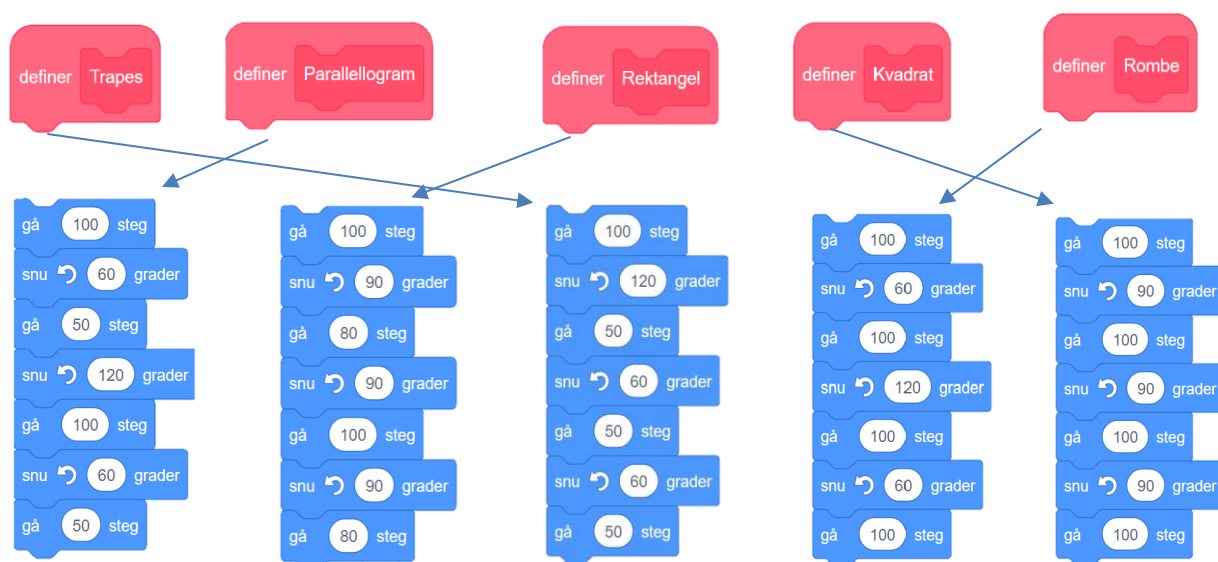 definer Trapes
definer Parallellogram
definer Rektangel
definer Kvadrat
definer Rombe
gå 100 steg
snu 60 grader
gå 50 steg
snu 120 grader
gå 100 steg
snu 60 grader
gå 50 steg
gå 100 steg
snu 90 grader
gå 80 steg
snu 90 grader
gå 100 steg
snu 90 grader
gå 80 steg
gå 100 steg
snu 120 grader
gå 50 steg
snu 60 grader
gå 50 steg
snu 60 grader
gå 50 steg
gå 100 steg
snu 60 grader
gå 100 steg
snu 120 grader
gå 100 steg
snu 60 grader
gå 100 steg
gå 100 steg
snu 90 grader
gå 100 steg
snu 90 grader
gå 100 steg
snu 90 grader
gå 100 steg